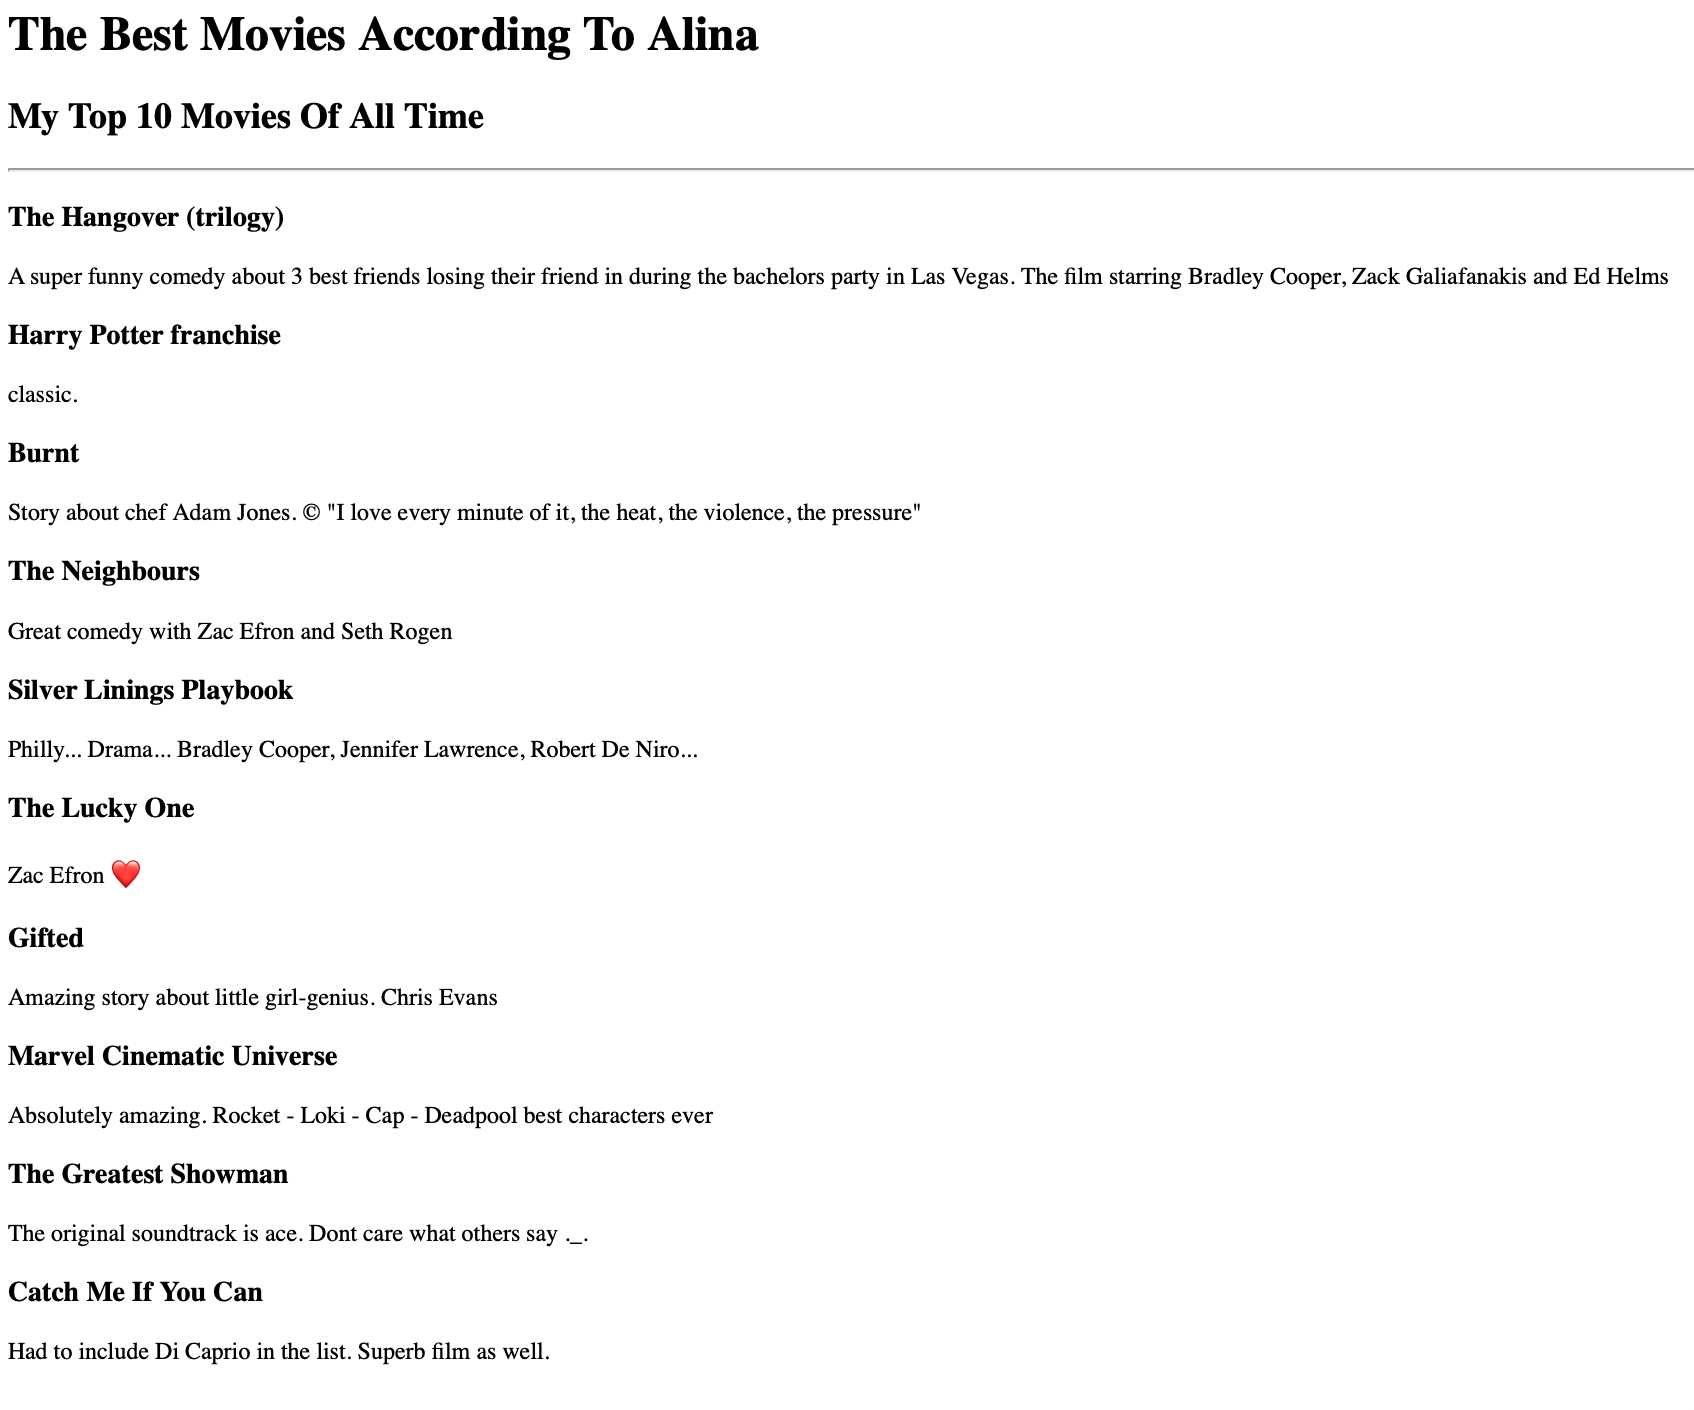 The Best Movies According To Alina
My Top 10 Movies Of All Time
The Hangover (trilogy)
A super funny comedy about 3 best friends losing their friend in during the bachelors party in Las Vegas. The film starring Bradley Cooper, Zack Galiafanakis and Ed Helms
Harry Potter franchise
classic.
Burnt
Story about chef Adam Jones. © "I love every minute of it, the heat, the violence, the pressure"
The Neighbours
Great comedy with Zac Efron and Seth Rogen
Silver Linings Playbook
Philly... Drama... Bradley Cooper, Jennifer Lawrence, Robert De Niro...
The Lucky One
Zac Efron ❤️
Gifted
Amazing story about little girl-genius. Chris Evans
Marvel Cinematic Universe
Absolutely amazing. Rocket - Loki - Cap - Deadpool best characters ever
The Greatest Showman
The original soundtrack is ace. Dont care what others say ._.
Catch Me If You Can
Had to include Di Caprio in the list. Superb film as well.